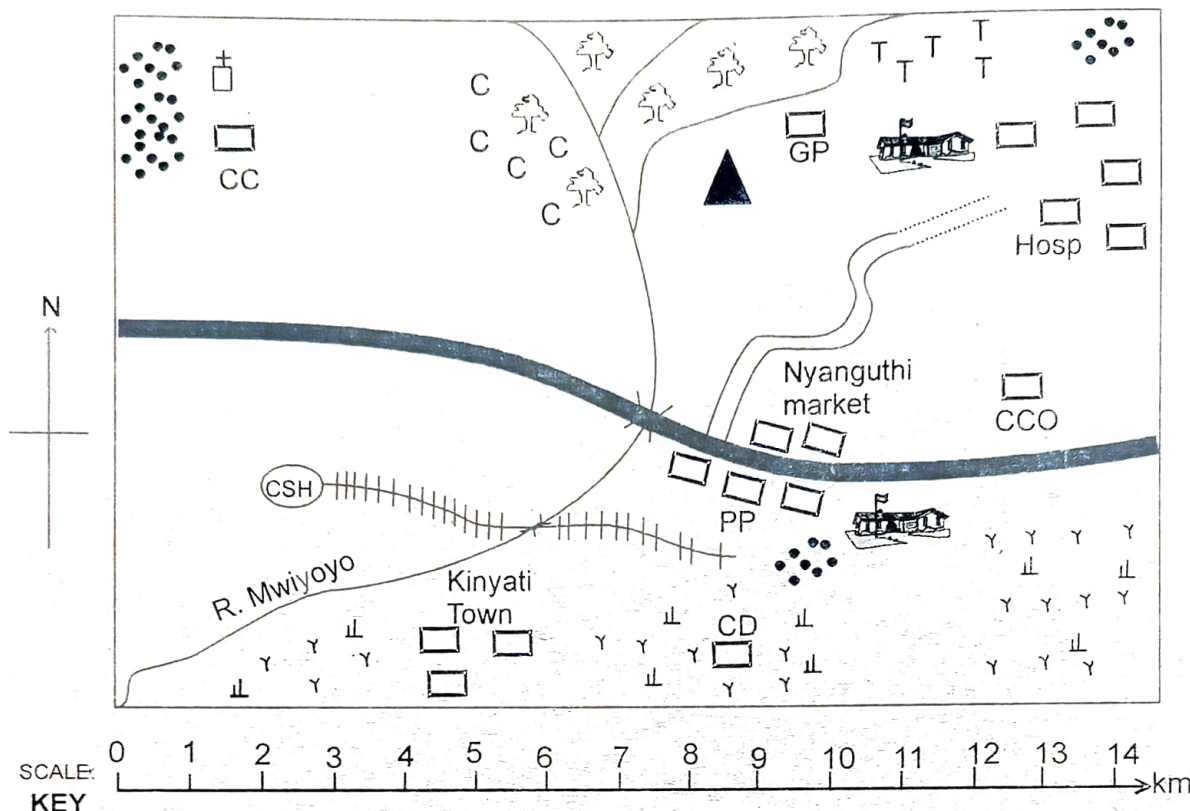 T T T T
C
C
C C
C
CC
GP
Hosp
N
Nyanguthi
market
CCO
CSH
PP
R. Mwiyoyo
Kinyati
Town
CD
0 1 2 3 4 5 6 7 8 9 10 11 12 13 14
SCALE: km
KEY